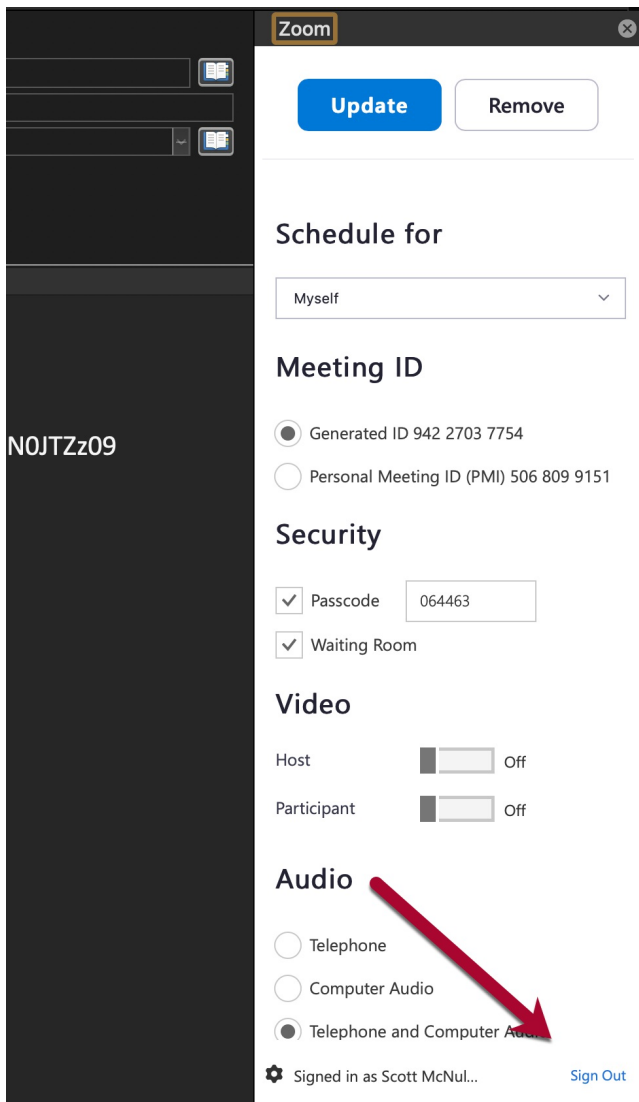 Zoom
Update Remove
Schedule for
Myself
Meeting ID
Generated ID 942 2703 7754
N0JTZz09
Personal Meeting ID (PMI) 506 809 9151
Security
Passcode 064463
Waiting Room
Video
Host Off
Participant Off
Audio
Telephone
Computer Audio
Telephone and Computer Audio
Signed in as Scott McNul... Sign Out